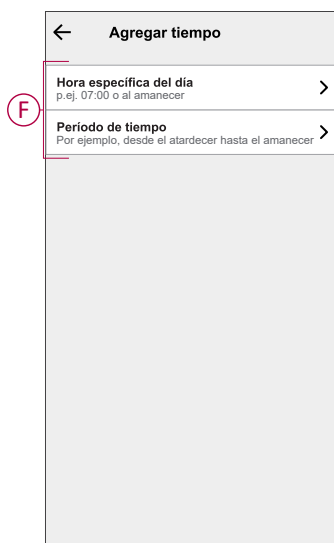 Agregar tiempo
Hora específica del día
p.ej. 07:00 o al amanecer
F
Período de tiempo
Por ejemplo, desde el atardecer hasta el amanecer